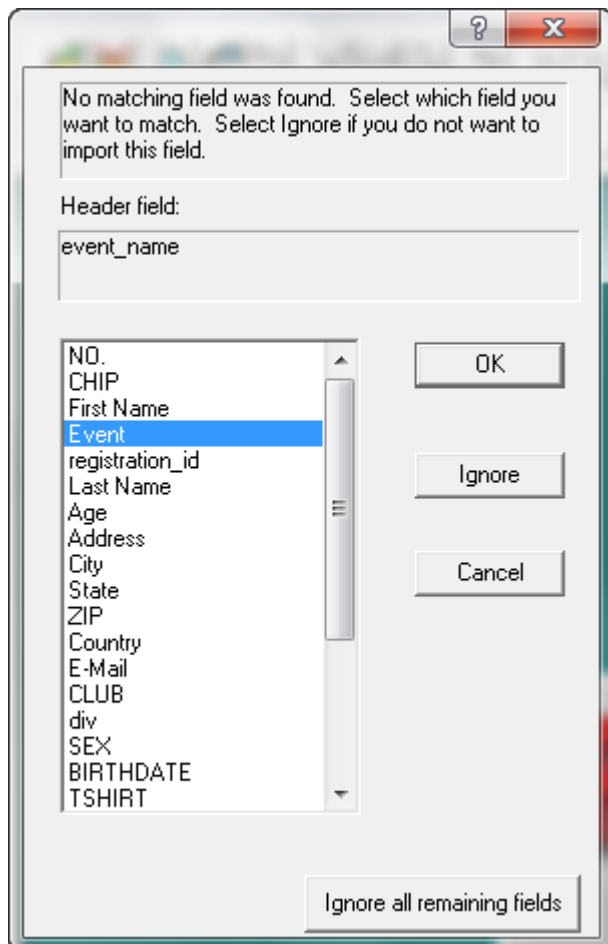 No matching field was found.  Select which field you
want to match.  Select Ignore if you do not want to
import this field.
Header field:
event_name
NO.
CHIP
First Name
Event
registration_id
Last Name
Age
Address
City
State
ZIP
Country
E-Mail
CLUB
div
SEX
BIRTHDATE
TSHIRT
OK
Ignore
Cancel
Ignore all remaining fields